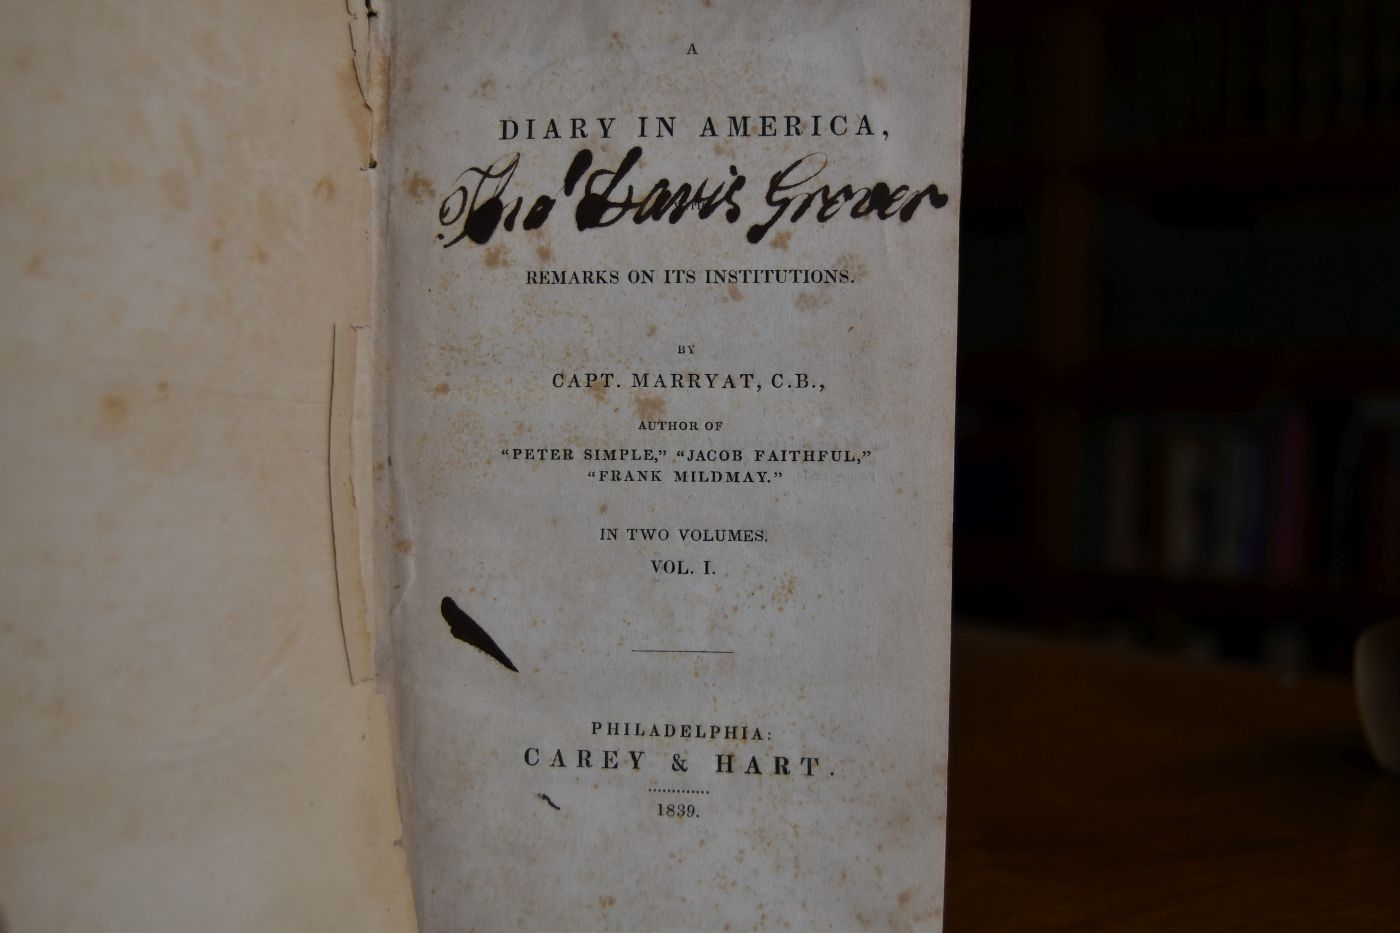 A
DIARY IN AMERICA,
Thos Davis Grover
REMARKS ON ITS INSTITUTIONS.
BY
CAPT. MARRYAT, C.B.,
AUTHOR OF
“PETER SIMPLE,” “JACOB FAITHFUL,”
“FRANK MILDMAY.”
IN TWO VOLUMES.
VOL. I.
PHILADELPHIA:
CAREY & HART.
1839.